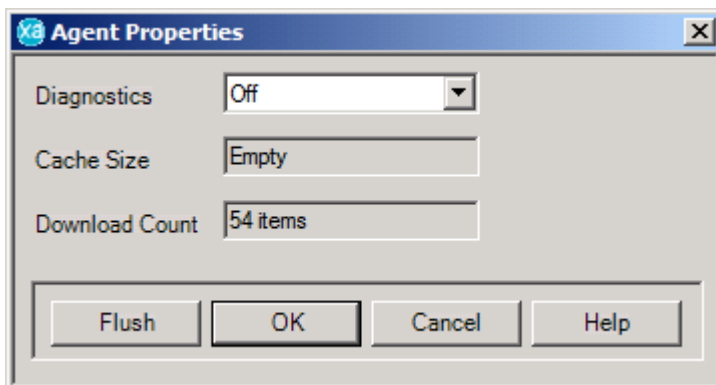 xa Agent Properties
Diagnostics Off
Cache Size Empty
Download Count 54 items
Flush OK Cancel Help